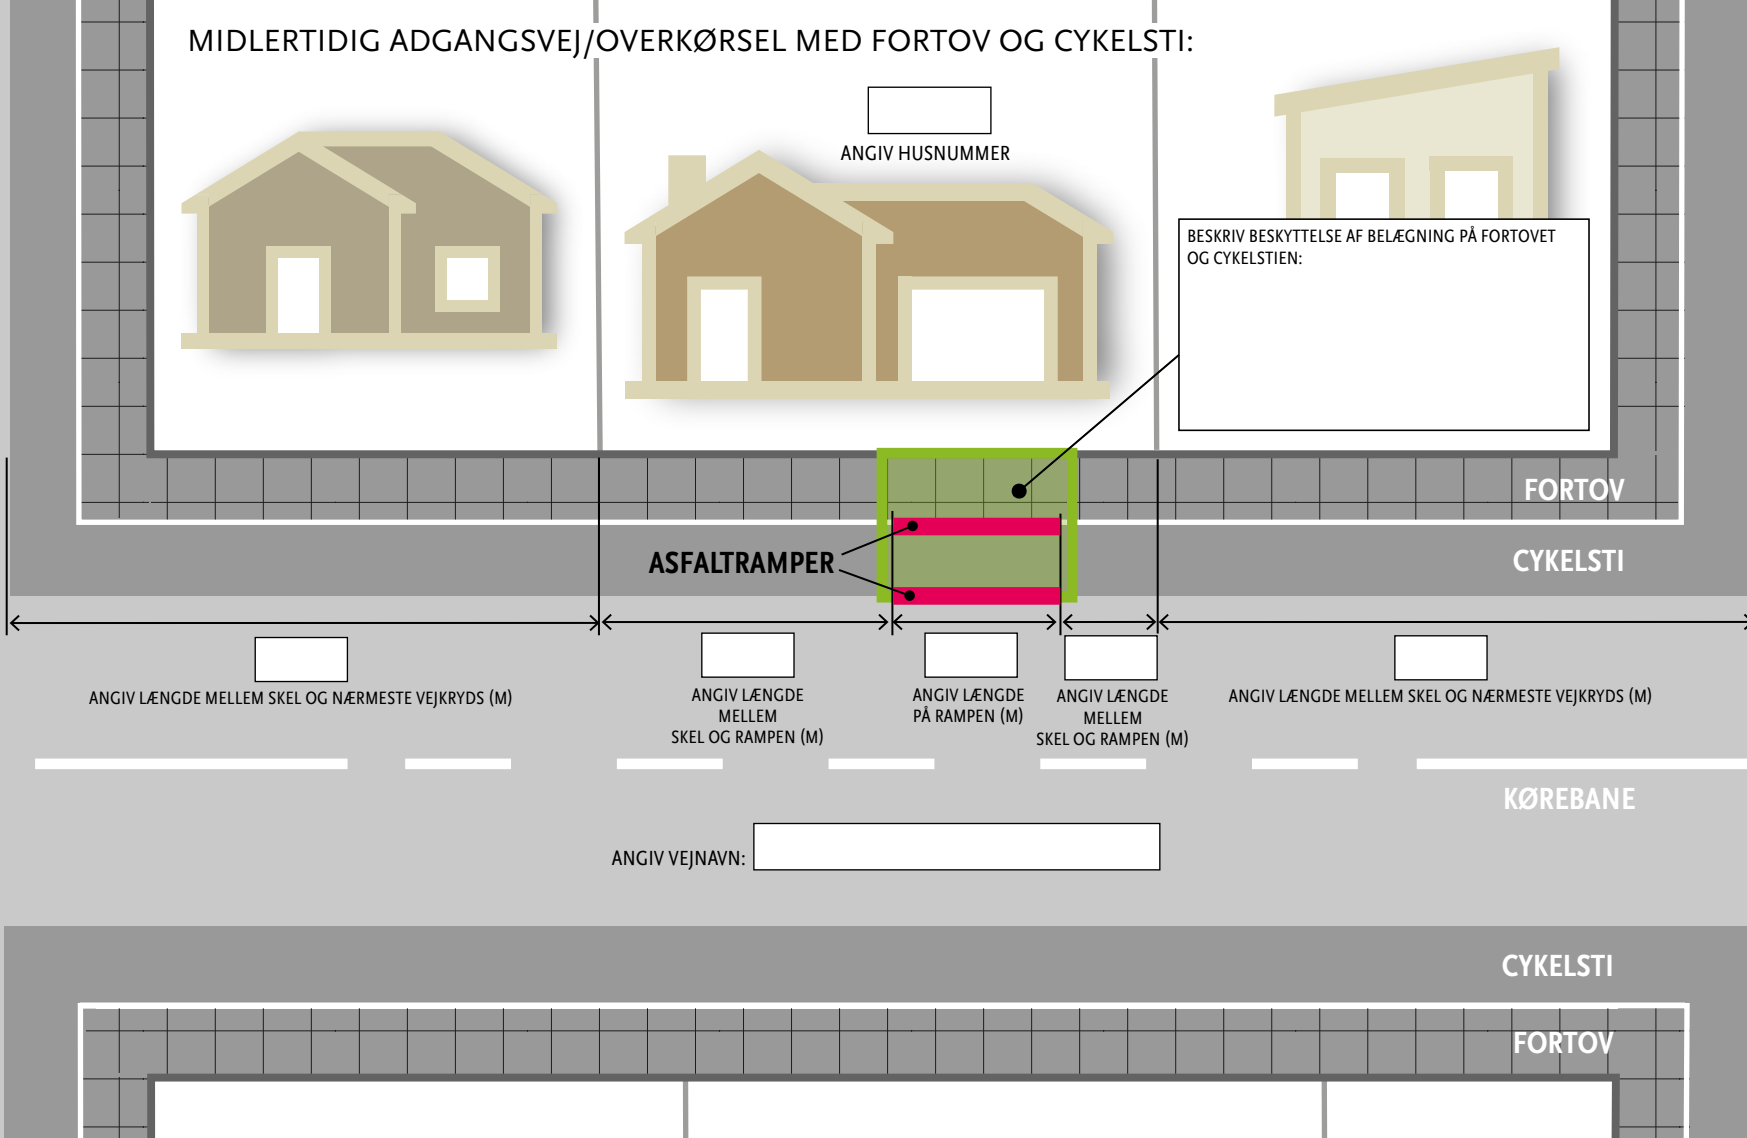 MIDLERTIDIG ADGANGSVEJ/OVERKØRSEL MED FORTOV OG CYKELSTI:
ANGIV HUSNUMMER
BESKRIV BESKYTTELSE AF BELÆGNING PÅ FORTOVET
OG CYKELSTIEN:
FORTOV
CYKELSTI
ASFALTRAMPER
ANGIV LÆNGDE MELLEM SKEL OG NÆRMESTE VEJKRYDS (M)
ANGIV LÆNGDE
MELLEM
SKEL OG RAMPEN (M)
ANGIV LÆNGDE
PÅ RAMPEN (M)
ANGIV LÆNGDE
MELLEM
SKEL OG RAMPEN (M)
ANGIV LÆNGDE MELLEM SKEL OG NÆRMESTE VEJKRYDS (M)
KØREBANE
ANGIV VEJNAVN:
CYKELSTI
FORTOV